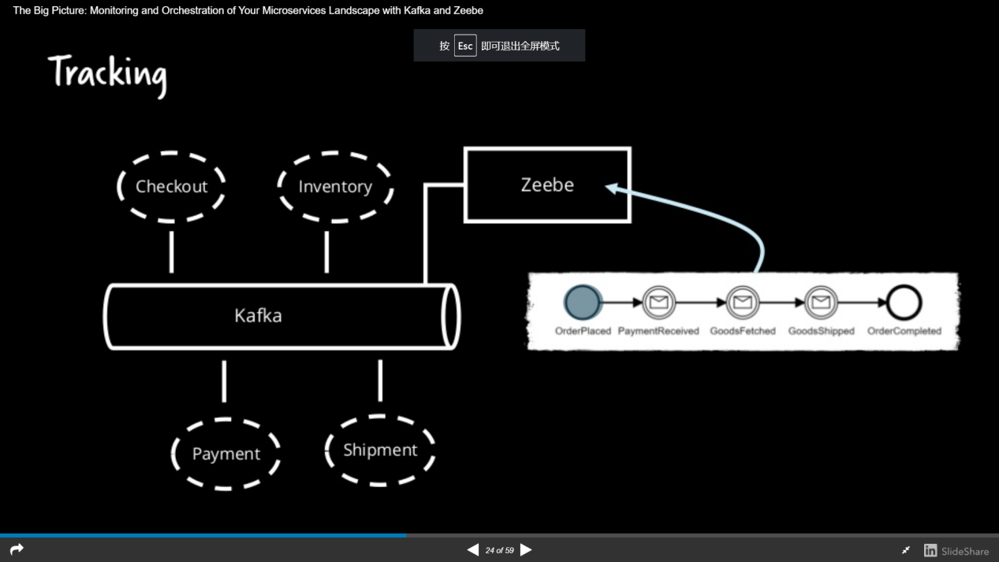 The Big Picture: Monitoring and Orchestration of Your Microservices Landscape with Kafka and Zeebe
按 Esc 即可退出全屏模式
Tracking
Checkout
Inventory
Zeebe
Kafka
OrderPlaced PaymentReceived GoodsFetched GoodsShipped OrderCompleted
Payment
Shipment
24 of 59
in SlideShare